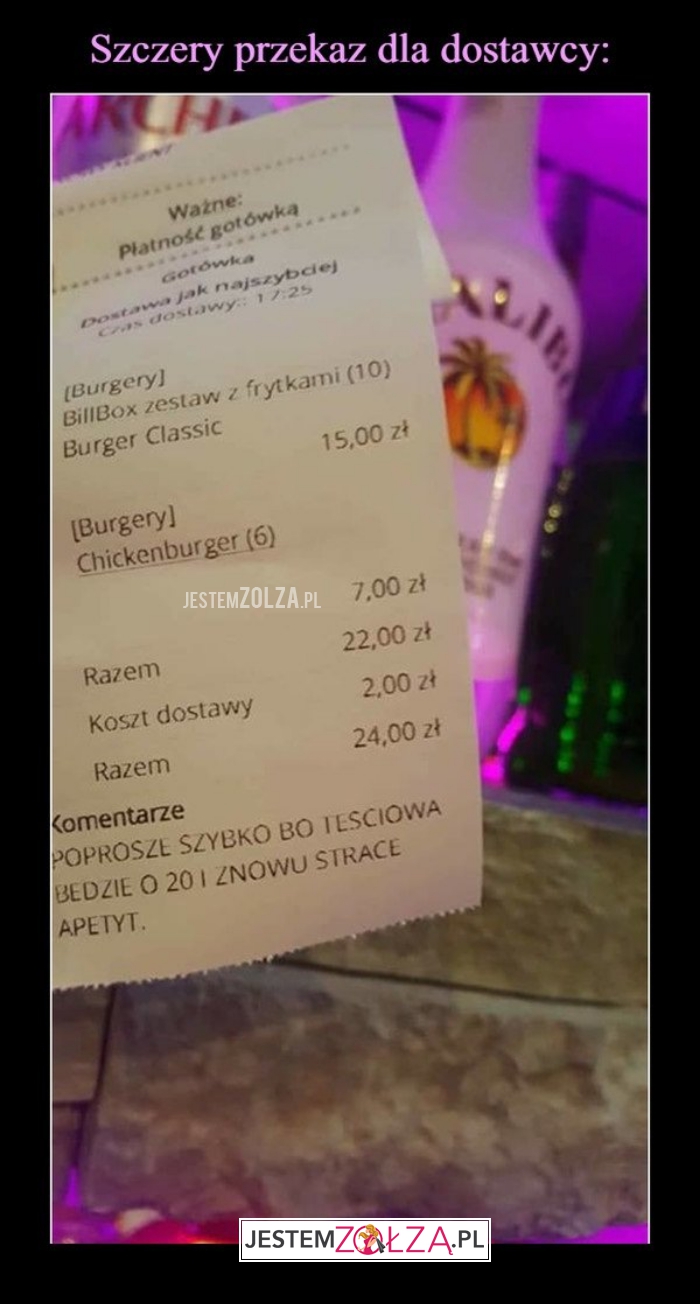 Szczery przekaz dla dostawcy:
Ważne:
Płatność gotówką
Gotówka
Dostawa jak najszybciej
Czas dostawy:: 17:25
[Burgery]
BillBox zestaw z frytkami (10)
Burger Classic
15,00 zł
[Burgery]
Chickenburger (6)
7,00 zł
JESTEMZOLZA.PL
Razem 22,00 zł
Koszt dostawy 2,00 zł
Razem 24,00 zł
Komentarze
POPROSZE SZYBKO BO TESCIOWA
BEDZIE O 20 I ZNOWU STRACE
APETYT.
ALIB
JESTEMZOŁZA.PL